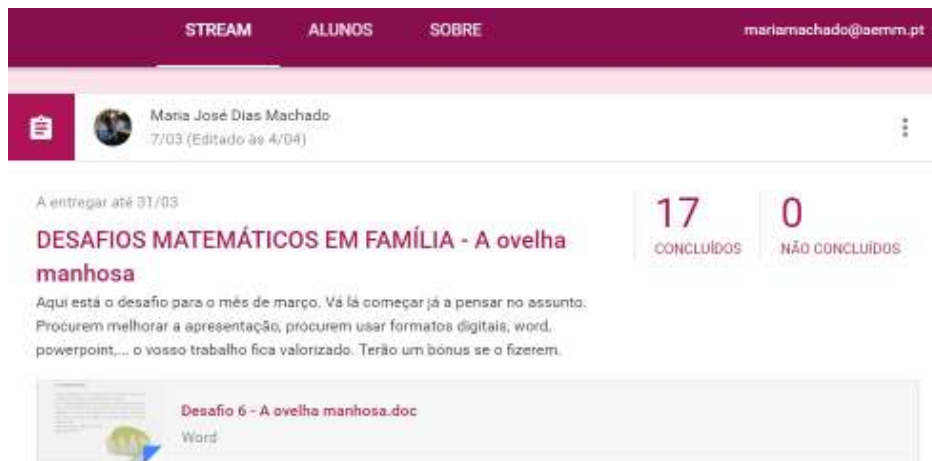 STREAM ALUNOS SOBRE mariamachado@aemm.pt
Maria José Dias Machado
7/03 (Editado às 4/04)
A entregar até 31/03
17 0
CONCLUÍDOS NÃO CONCLUÍDOS
DESAFIOS MATEMÁTICOS EM FAMÍLIA - A ovelha
manhosa
Aqui está o desafio para o mês de março. Vá lá começar já a pensar no assunto.
Procurem melhorar a apresentação, procurem usar formatos digitais, word,
powerpoint,... o vosso trabalho fica valorizado. Terão um bónus se o fizerem.
Desafio 6 - A ovelha manhosa.doc
Word